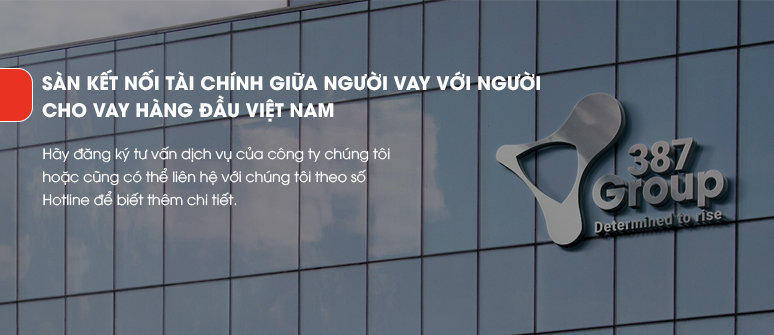 SÀN KẾT NỐI TÀI CHÍNH GIỮA NGƯỜI VAY VỚI NGƯỜI
CHO VAY HÀNG ĐẦU VIỆT NAM
Hãy đăng ký tư vấn dịch vụ của công ty chúng tôi
hoặc cũng có thể liên hệ với chúng tôi theo số
Hotline để biết thêm chi tiết.
387
Group
Determined to rise